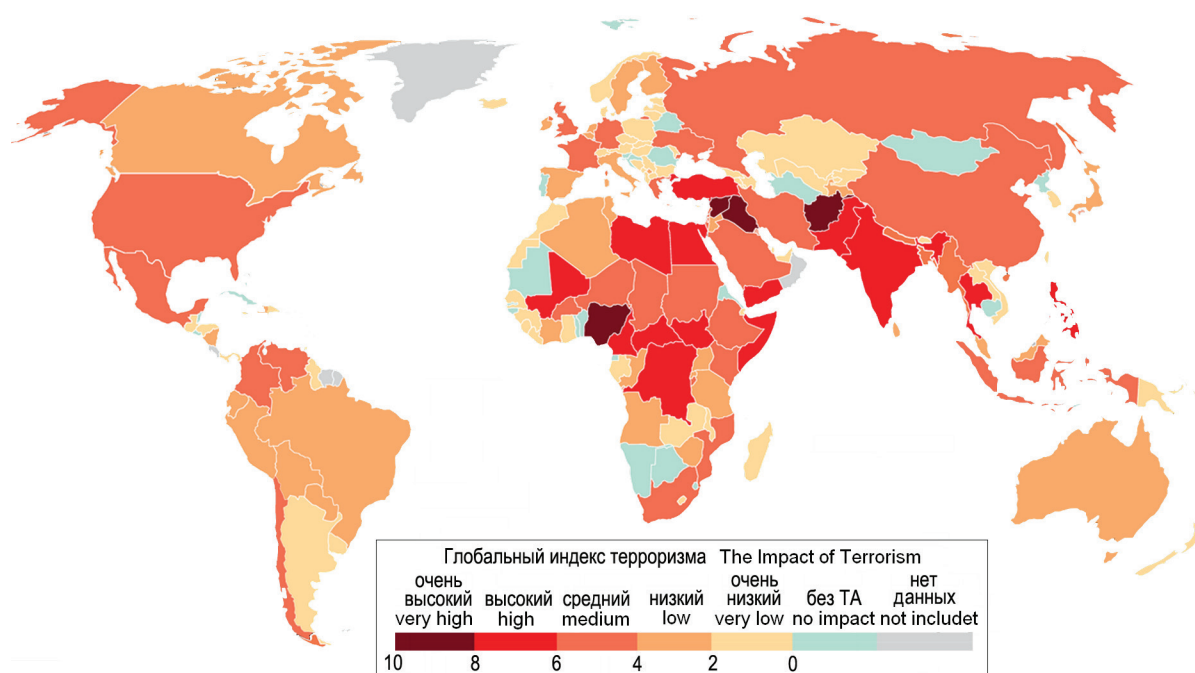 Глобальный индекс терроризма The Impact of Terrorism
очень высокий very high
высокий high
средний medium
низкий low
очень низкий very low
без ТА no impact
нет данных not includet
10 8 6 4 2 0